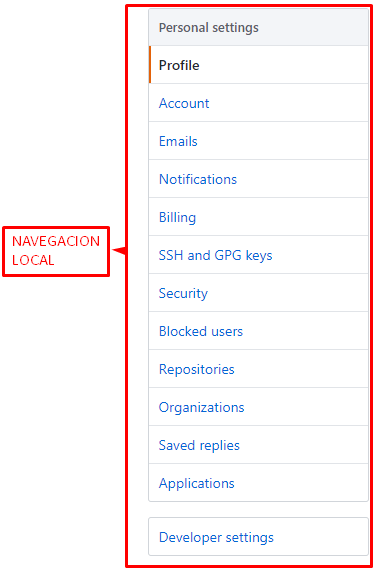 Personal settings
Profile
Account
Emails
Notifications
Billing
NAVEGACION
LOCAL
SSH and GPG keys
Security
Blocked users
Repositories
Organizations
Saved replies
Applications
Developer settings